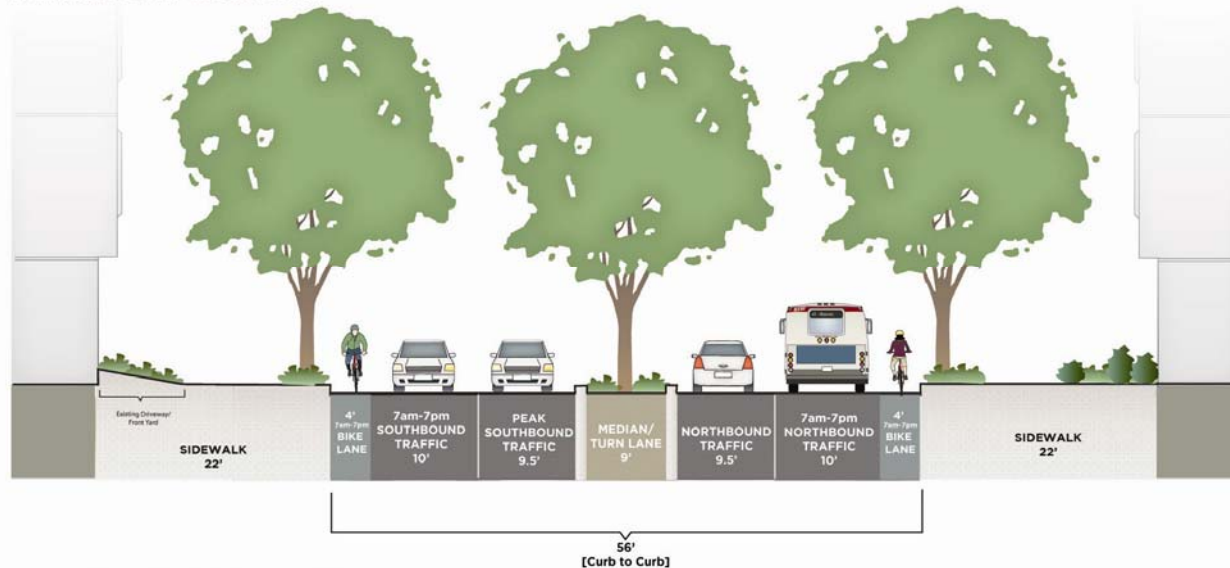 Existing Driveway/
Front Yard
SIDEWALK
22'
4'
7am-7pm
BIKE
LANE
7am-7pm
SOUTHBOUND
TRAFFIC
10'
PEAK
SOUTHBOUND
TRAFFIC
9.5'
MEDIAN/
TURN LANE
9'
NORTHBOUND
TRAFFIC
9.5'
7am-7pm
NORTHBOUND
TRAFFIC
10'
4'
7am-7pm
BIKE
LANE
SIDEWALK
22'
56'
[Curb to Curb]